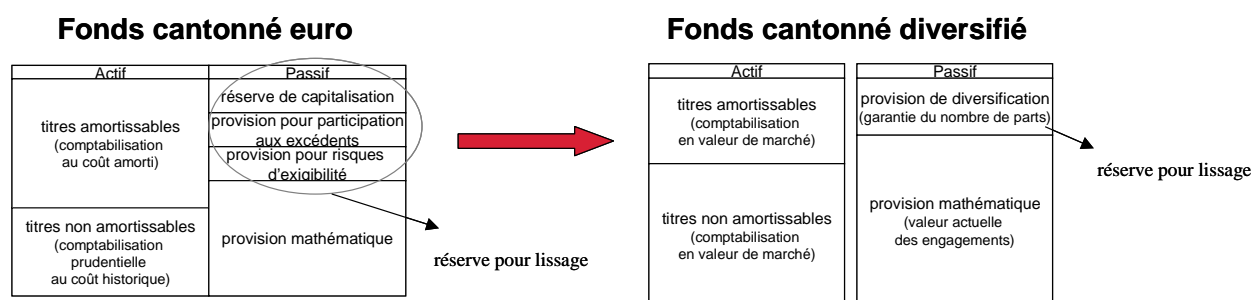 Fonds cantonné euro
Actif
Passif
titres amortissables
(comptabilisation
au coût amorti)
titres non amortissables
(comptabilisation
prudentielle
au coût historique)
réserve de capitalisation
provision pour participation
aux excédents
provision pour risques
d'exigibilité
provision mathématique
réserve pour lissage
Fonds cantonné diversifié
Actif
Passif
titres amortissables
(comptabilisation
en valeur de marché)
titres non amortissables
(comptabilisation
en valeur de marché)
provision de diversification
(garantie du nombre de parts)
provision mathématique
(valeur actuelle
des engagements)
réserve pour lissage